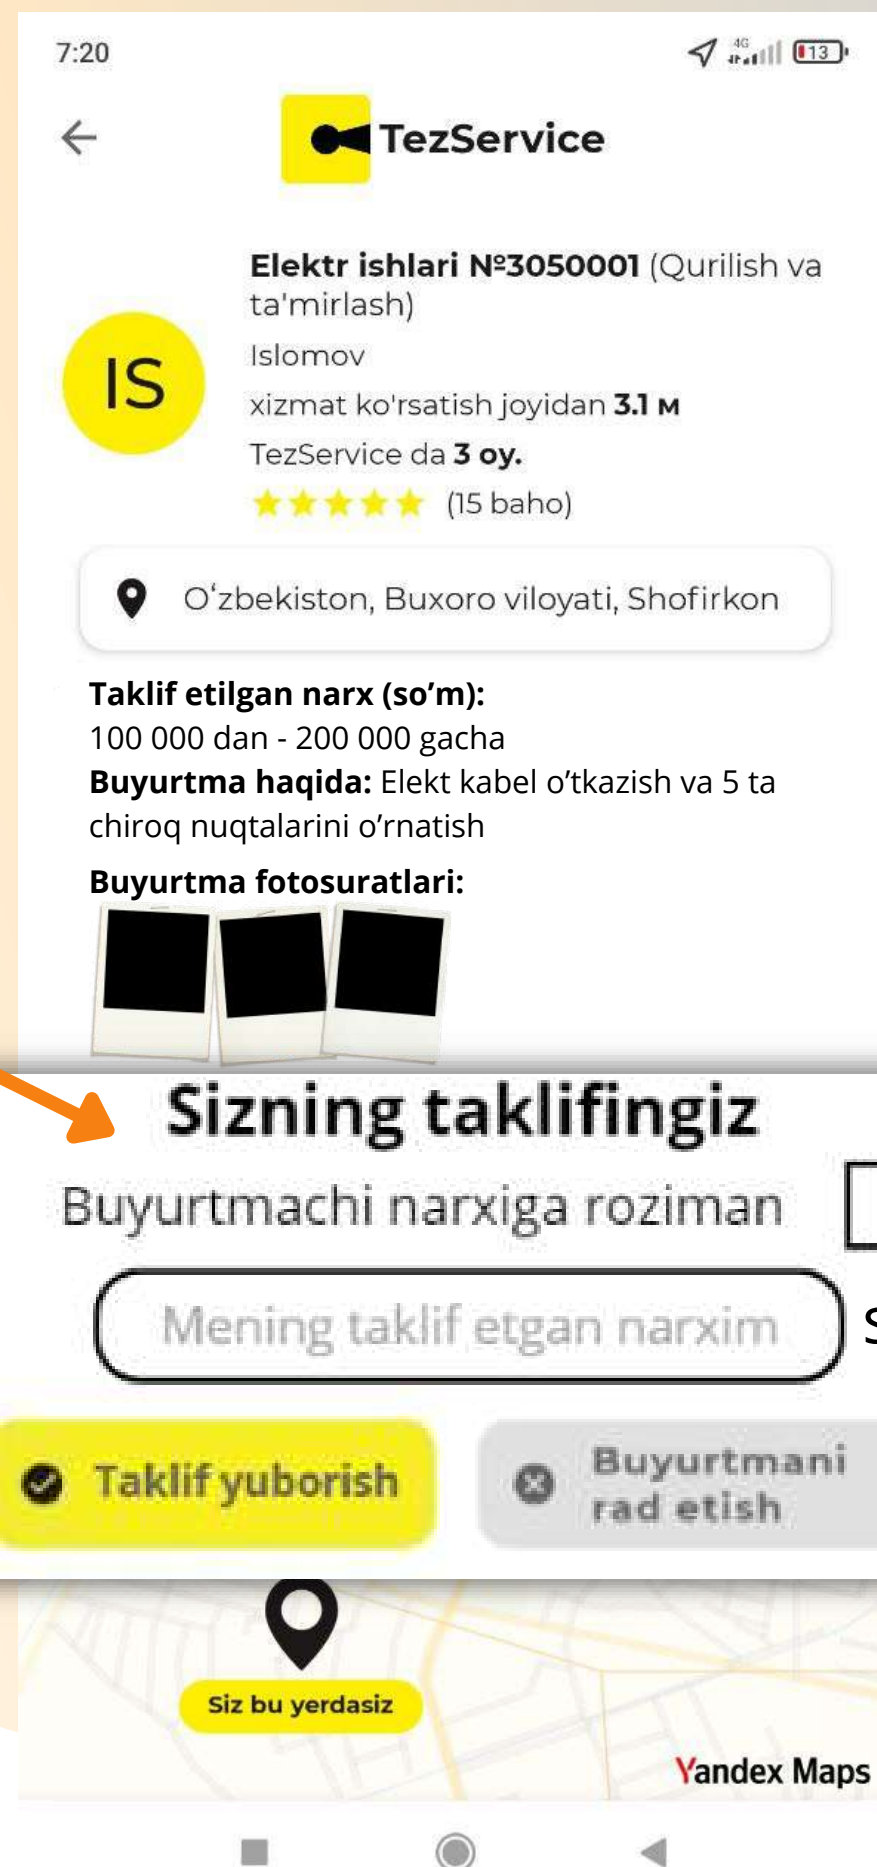 7:20
4G
13
TezService
Elektr ishlari №3050001 (Qurilish va
ta'mirlash)
IS
Islomov
xizmat ko'rsatish joyidan 3.1 м
TezService da 3 oy.
(15 baho)
Oʻzbekiston, Buxoro viloyati, Shofirkon
Taklif etilgan narx (so’m):
100 000 dan - 200 000 gacha
Buyurtma haqida: Elekt kabel o’tkazish va 5 ta
chiroq nuqtalarini o’rnatish
Buyurtma fotosuratlari:
Sizning taklifingiz
Buyurtmachi narxiga roziman
Mening taklif etgan narxim
Taklif yuborish
Buyurtmani
rad etish
Siz bu yerdasiz
Yandex Maps